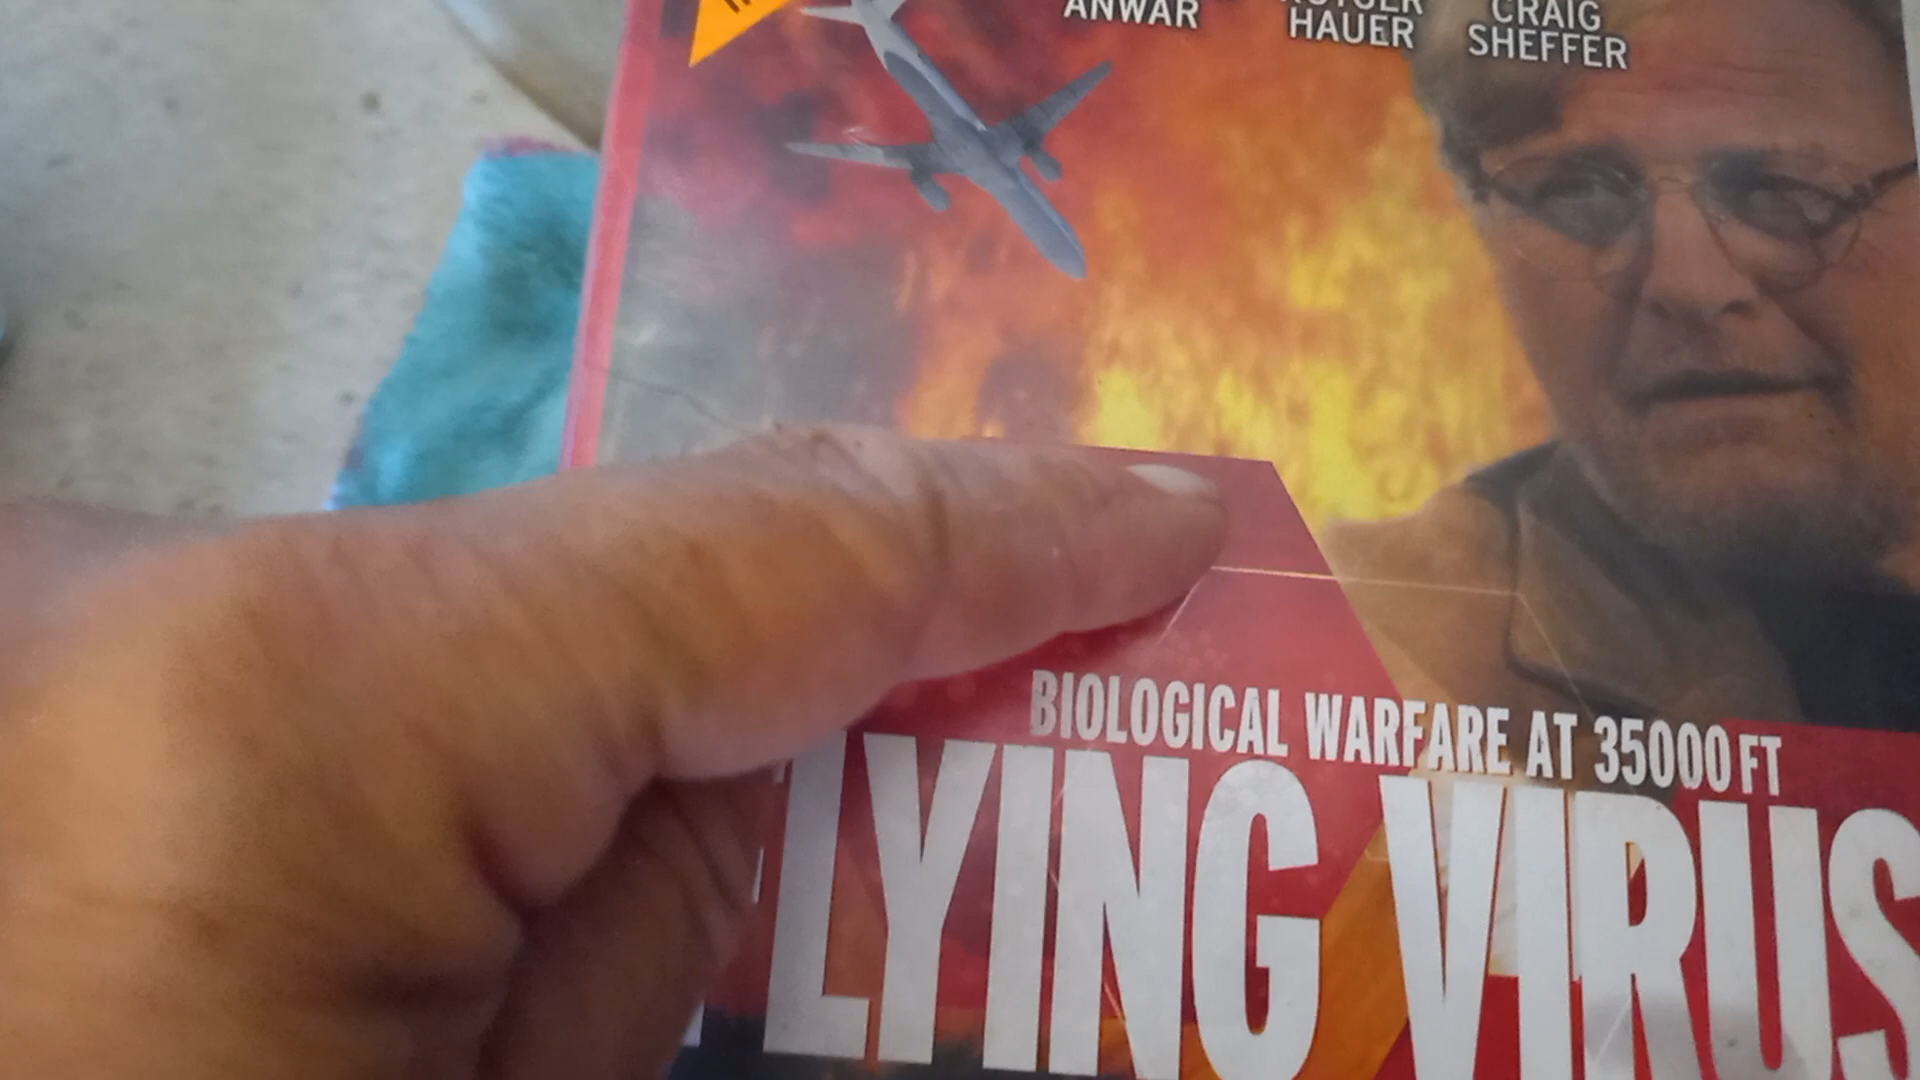 ANWAR
HAUER
CRAIG
SHEFFER
BIOLOGICAL WARFARE AT 35000 FT
LYING VIRUS